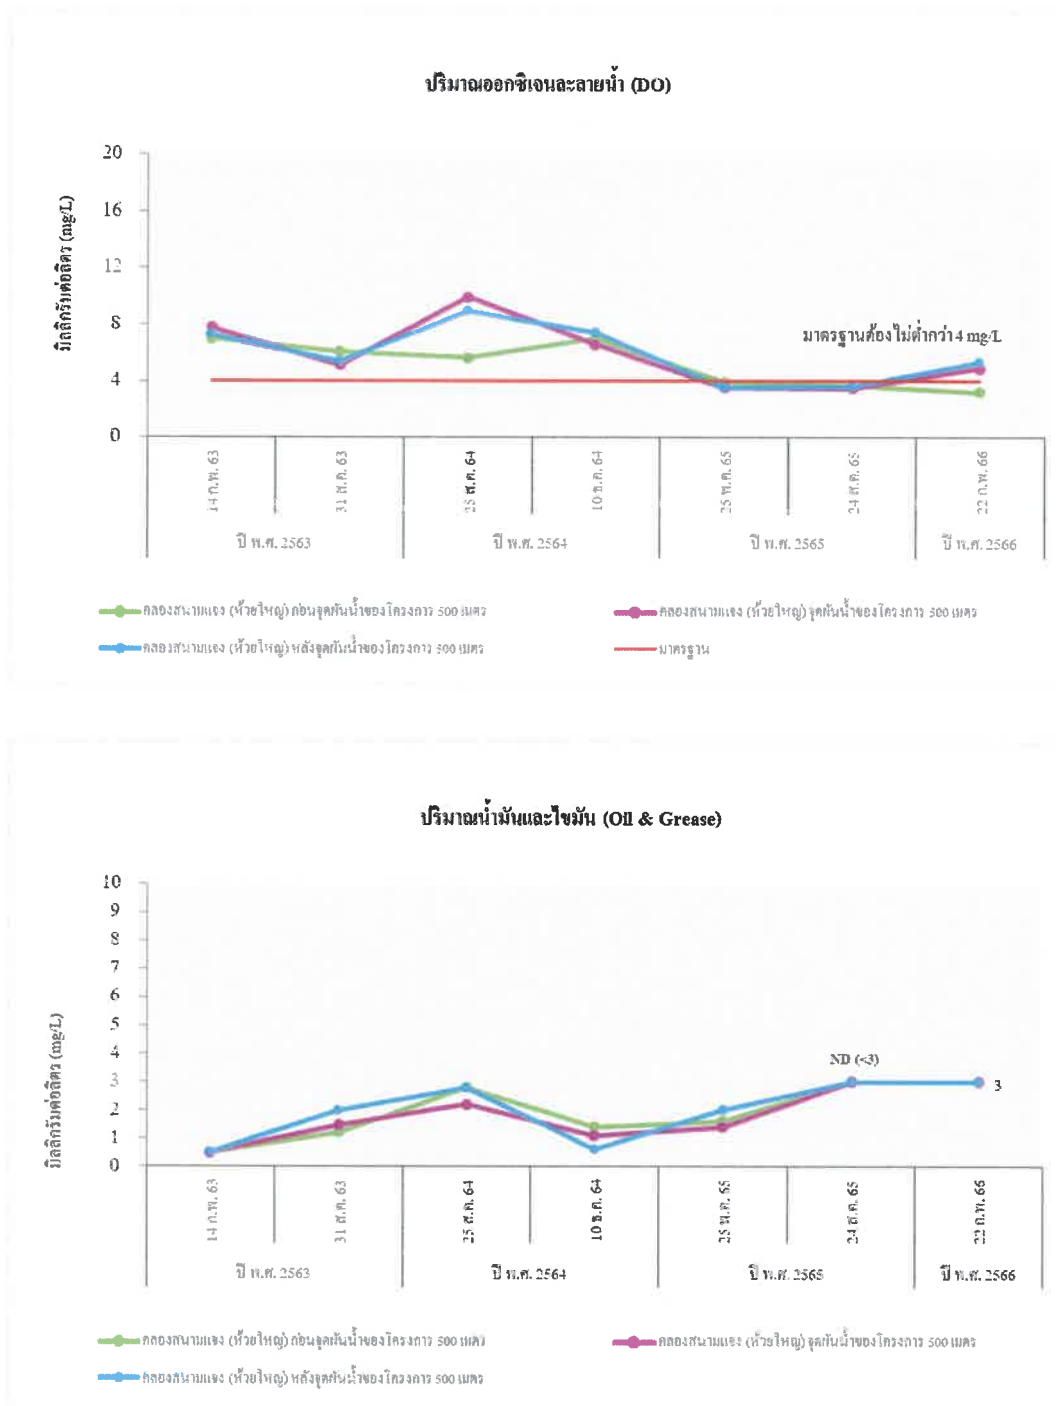 ปริมาณออกซิเจนละลายน้ำ (DO)
20
16
12
8
4
0
มิลลิกรัมต่อลิตร (mg/L)
มาตรฐานต้องไม่ต่ำกว่า 4 mg/L
14 ก.พ. 63
31 ส.ค. 63
25 ส.ค. 64
10 ธ.ค. 64
25 พ.ค. 65
24 ส.ค. 65
22 ก.พ. 66
ปี พ.ศ. 2563
ปี พ.ศ. 2564
ปี พ.ศ. 2565
ปี พ.ศ. 2566
คลองสนามแจง (ห้วยใหญ่) ก่อนจุดผันน้ำของโครงการ 500 เมตร
คลองสนามแจง (ห้วยใหญ่) จุดผันน้ำของโครงการ 500 เมตร
คลองสนามแจง (ห้วยใหญ่) หลังจุดผันน้ำของโครงการ 500 เมตร
มาตรฐาน
ปริมาณน้ำมันและไขมัน (Oil & Grease)
10
9
8
7
6
5
4
3
2
1
0
มิลลิกรัมต่อลิตร (mg/L)
ND (<3)
3
14 ก.พ. 63
31 ส.ค. 63
25 ส.ค. 64
10 ธ.ค. 64
25 พ.ค. 65
24 ส.ค. 65
22 ก.พ. 66
ปี พ.ศ. 2563
ปี พ.ศ. 2564
ปี พ.ศ. 2565
ปี พ.ศ. 2566
คลองสนามแจง (ห้วยใหญ่) ก่อนจุดผันน้ำของโครงการ 500 เมตร
คลองสนามแจง (ห้วยใหญ่) จุดผันน้ำของโครงการ 500 เมตร
คลองสนามแจง (ห้วยใหญ่) หลังจุดผันน้ำของโครงการ 500 เมตร